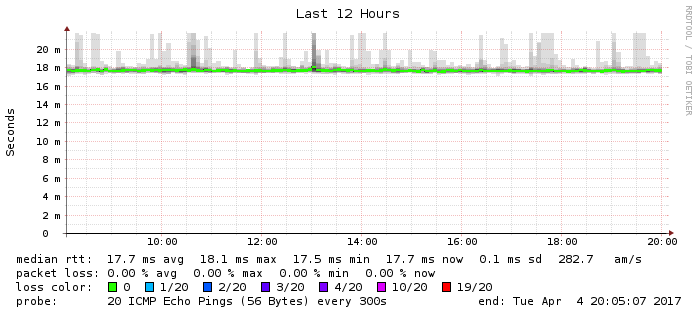 Last 12 Hours
RRDTOOL / TOBI OETIKER
Seconds
20 m
18 m
16 m
14 m
12 m
10 m
8 m
6 m
4 m
2 m
0
10:00 12:00 14:00 16:00 18:00 20:00
median rtt: 17.7 ms avg 18.1 ms max 17.5 ms min 17.7 ms now 0.1 ms sd 282.7 am/s
packet loss: 0.00 % avg 0.00 % max 0.00 % min 0.00 % now
loss color: 0 1/20 2/20 3/20 4/20 10/20 19/20
probe: 20 ICMP Echo Pings (56 Bytes) every 300s end: Tue Apr 4 20:05:07 2017